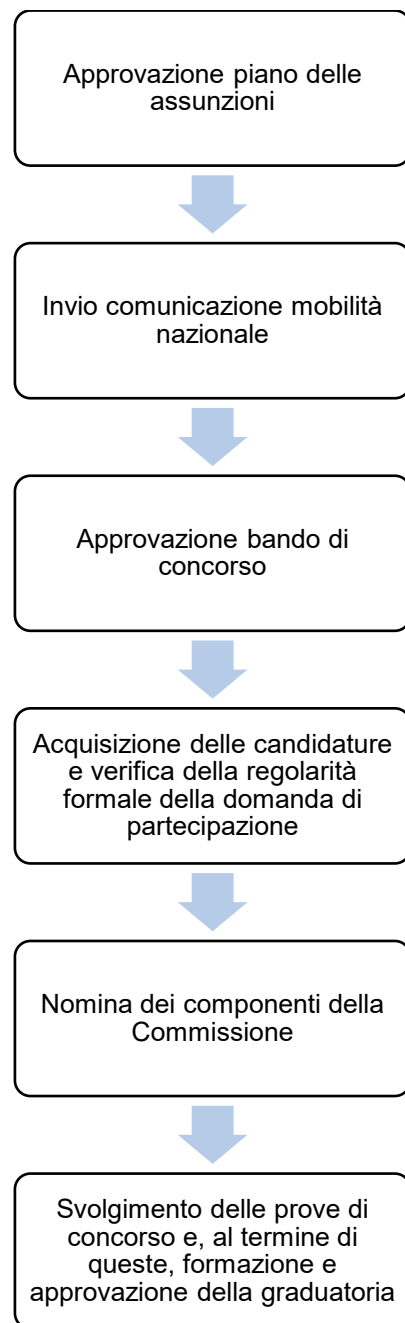 Approvazione piano delle
assunzioni
Invio comunicazione mobilità
nazionale
Approvazione bando di
concorso
Acquisizione delle candidature
e verifica della regolarità
formale della domanda di
partecipazione
Nomina dei componenti della
Commissione
Svolgimento delle prove di
concorso e, al termine di
queste, formazione e
approvazione della graduatoria